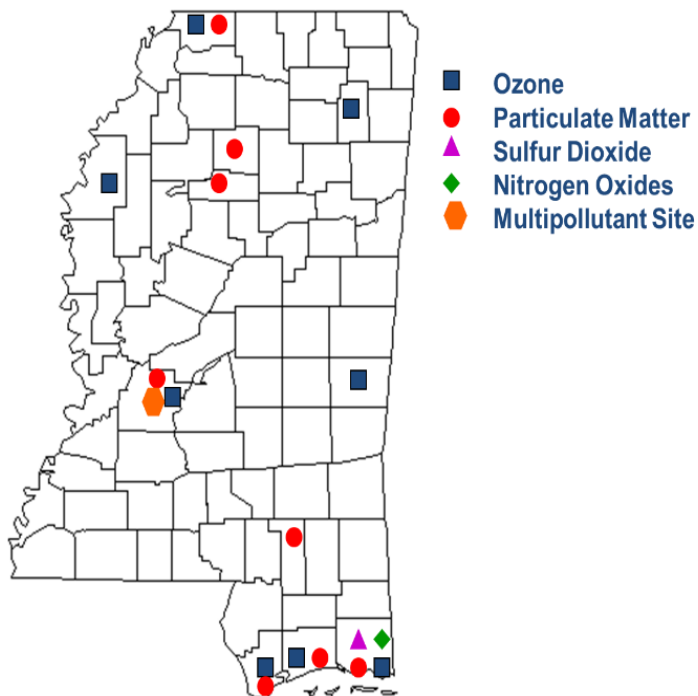 Ozone
Particulate Matter
Sulfur Dioxide
Nitrogen Oxides
Multipollutant Site